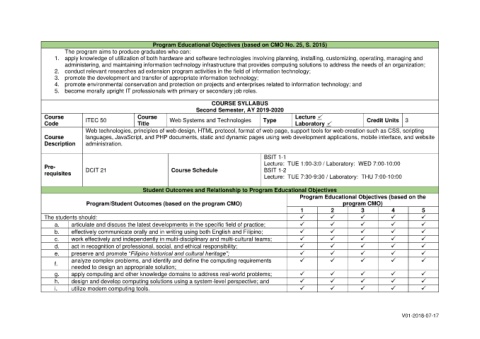 Program Educational Objectives (based on CMO No. 25, S. 2015)
The program aims to produce graduates who can:
1. apply knowledge of utilization of both hardware and software technologies involving planning, installing, customizing, operating, managing and
administering, and maintaining information technology infrastructure that provides computing solutions to address the needs of an organization;
2. conduct relevant researches ad extension program activities in the field of information technology;
3. promote the development and transfer of appropriate information technology;
4. promote environmental conservation and protection on projects and enterprises related to information technology; and
5. become morally upright IT professionals with primary or secondary job roles.
COURSE SYLLABUS
Second Semester, AY 2019-2020
Course Code ITEC 50 Course Title Web Systems and Technologies Type Lecture ✓ Laboratory ✓ Credit Units 3
Course Description Web technologies, principles of web design, HTML protocol, format of web page, support tools for web creation such as CSS, scripting
languages, JavaScript, and PHP documents, static and dynamic pages using web development applications, mobile interface, and website
administration.
Pre-requisites DCIT 21 Course Schedule
BSIT 1-1
Lecture: TUE 1:00-3:0 / Laboratory: WED 7:00-10:00
BSIT 1-2
Lecture: TUE 7:30-9:30 / Laboratory: THU 7:00-10:00
Student Outcomes and Relationship to Program Educational Objectives
Program/Student Outcomes (based on the program CMO) Program Educational Objectives (based on the program CMO)
1 2 3 4 5
The students should: ✓ ✓ ✓ ✓ ✓
a. articulate and discuss the latest developments in the specific field of practice; ✓ ✓ ✓ ✓ ✓
b. effectively communicate orally and in writing using both English and Filipino; ✓ ✓ ✓ ✓ ✓
c. work effectively and independently in multi-disciplinary and multi-cultural teams; ✓ ✓ ✓ ✓ ✓
d. act in recognition of professional, social, and ethical responsibility; ✓ ✓ ✓ ✓ ✓
e. preserve and promote "Filipino historical and cultural heritage"; ✓ ✓ ✓ ✓ ✓
f. analyze complex problems, and identify and define the computing requirements ✓ ✓ ✓ ✓ ✓
needed to design an appropriate solution;
g. apply computing and other knowledge domains to address real-world problems; ✓ ✓ ✓ ✓ ✓
h. design and develop computing solutions using a system-level perspective; and ✓ ✓ ✓ ✓ ✓
i. utilize modern computing tools. ✓ ✓ ✓ ✓ ✓
V01-2018-07-17